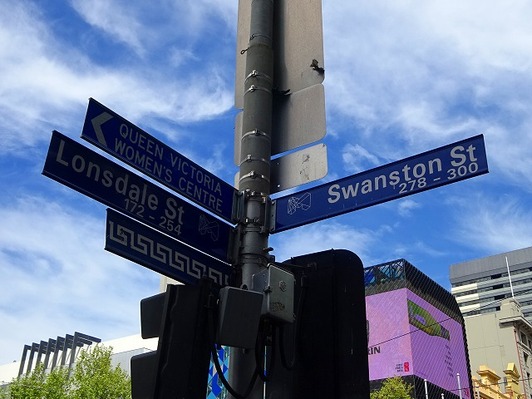 QUEEN VICTORIA
WOMEN'S CENTRE
Lonsdale St
172 - 254
Swanston St
278 - 300